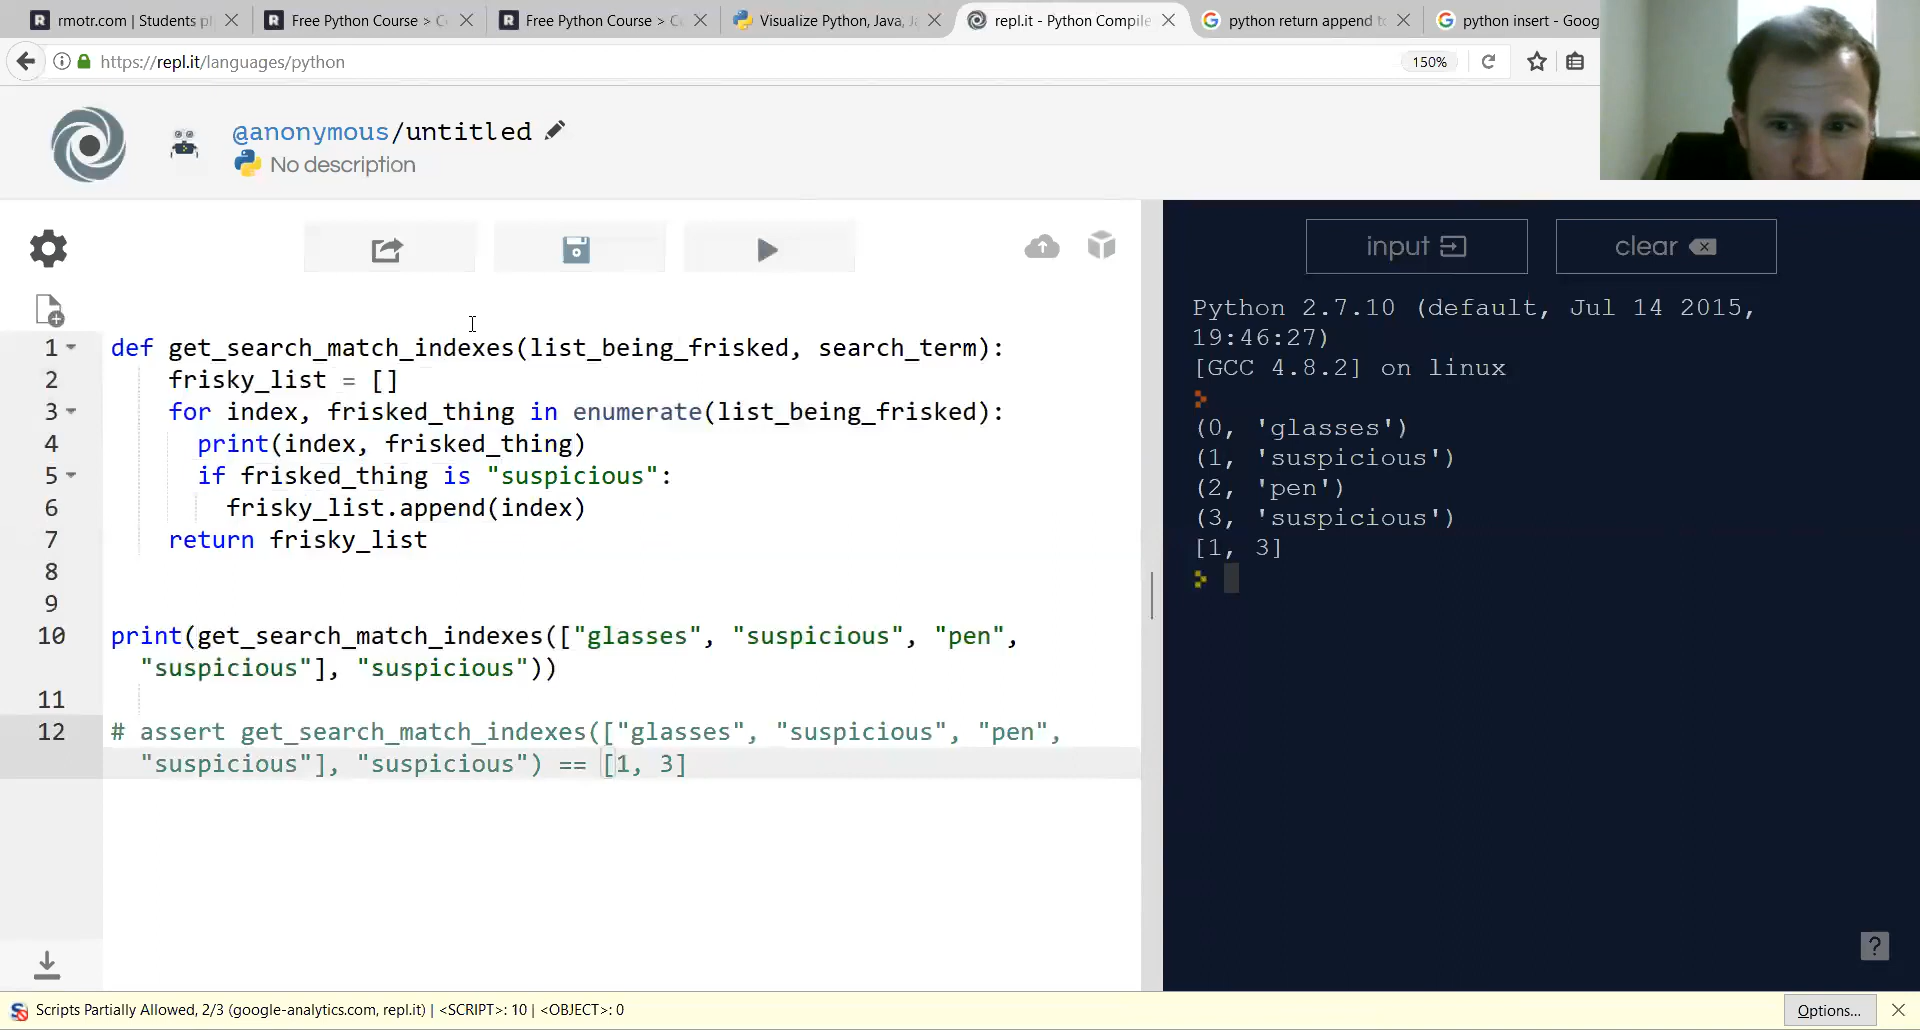 rmotr.com | Students pl
Free Python Course > C
Free Python Course > C
Visualize Python, Java, J
repl.it - Python Compile
python return append to
python insert - Goog
https://repl.it/languages/python
150%
@anonymous/untitled
No description
input
clear
1 def get_search_match_indexes(list_being_frisked, search_term):
2 frisky_list = []
3 for index, frisked_thing in enumerate(list_being_frisked):
4 print(index, frisked_thing)
5 if frisked_thing is "suspicious":
6 frisky_list.append(index)
7 return frisky_list
8
9
10 print(get_search_match_indexes(["glasses", "suspicious", "pen",
"suspicious"], "suspicious"))
11
12 # assert get_search_match_indexes(["glasses", "suspicious", "pen",
"suspicious"], "suspicious") == [1, 3]
Python 2.7.10 (default, Jul 14 2015,
19:46:27)
[GCC 4.8.2] on linux
(0, 'glasses')
(1, 'suspicious')
(2, 'pen')
(3, 'suspicious')
[1, 3]
?
Scripts Partially Allowed, 2/3 (google-analytics.com, repl.it) | <SCRIPT>: 10 | <OBJECT>: 0
Options...